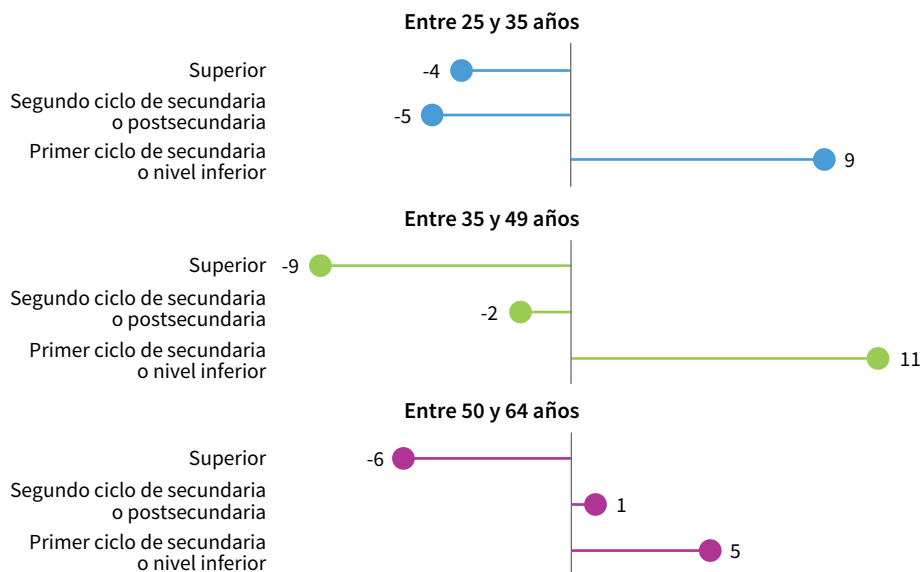 Entre 25 y 35 años
Superior
-4
Segundo ciclo de secundaria
o postsecundaria
-5
Primer ciclo de secundaria
o nivel inferior
9
Entre 35 y 49 años
Superior
-9
Segundo ciclo de secundaria
o postsecundaria
-2
Primer ciclo de secundaria
o nivel inferior
11
Entre 50 y 64 años
Superior
-6
Segundo ciclo de secundaria
o postsecundaria
1
Primer ciclo de secundaria
o nivel inferior
5